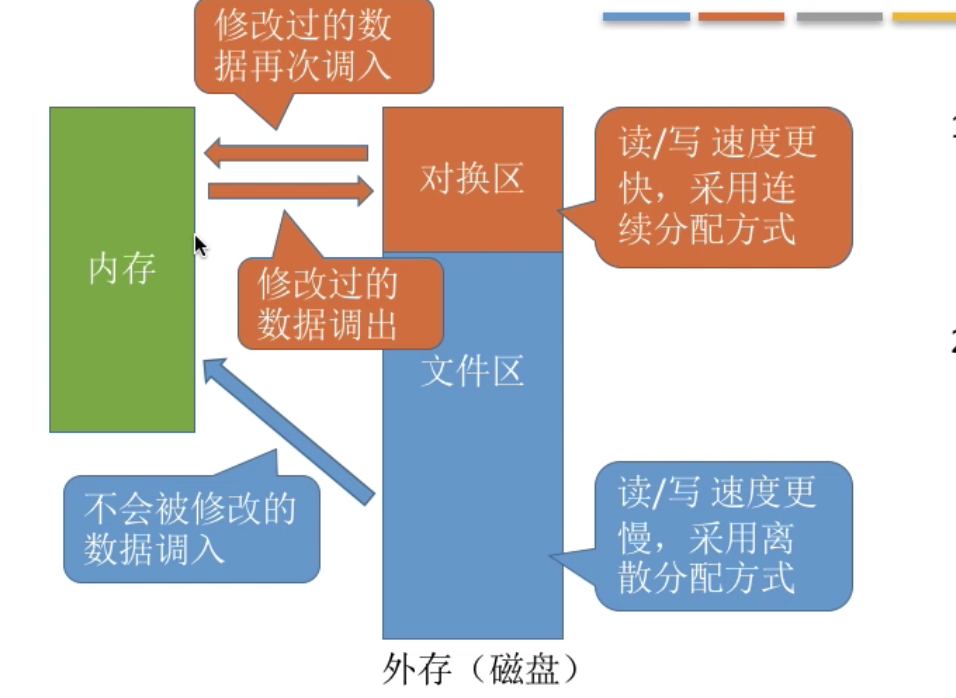 修改过的数
据再次调入
对换区
读/写 速度更
快，采用连
续分配方式
内存
修改过的
数据调出
文件区
不会被修改的
数据调入
读/写 速度更
慢，采用离
散分配方式
外存（磁盘）